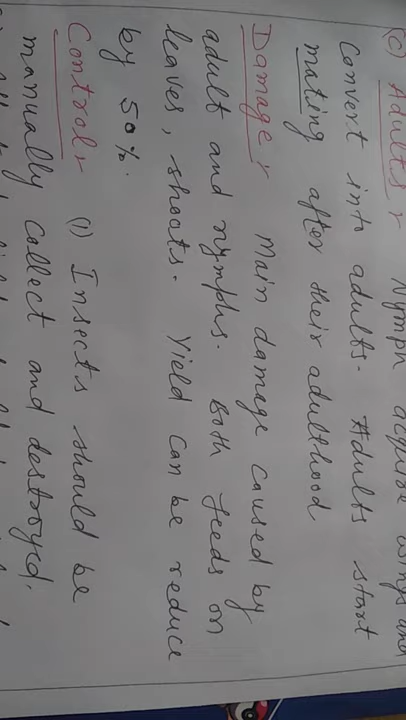 (c) Adults : Nymph acquire wings and
convert into adults. Adults start
mating after their adulthood
Damage : Main damage caused by
adult and nymphs. Both feeds on
leaves, shoots. Yield can be reduce
by 50%.
Control : (i) Insects should be
manually collect and destroyed.